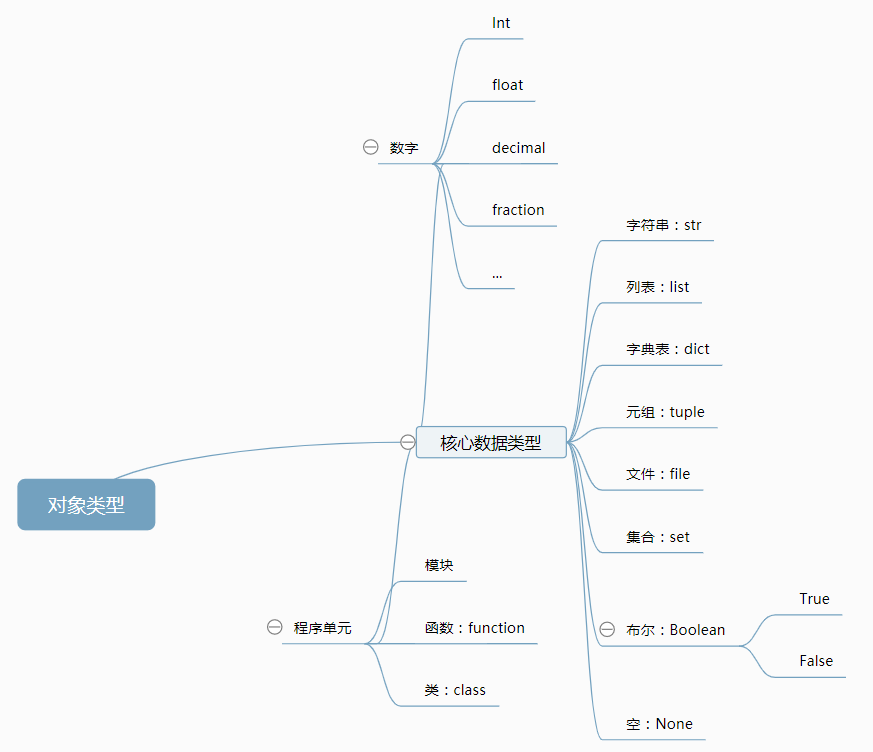 对象类型
核心数据类型
数字
Int
float
decimal
fraction
...
字符串：str
列表：list
字典表：dict
元组：tuple
文件：file
集合：set
布尔：Boolean
True
False
空：None
程序单元
模块
函数：function
类：class